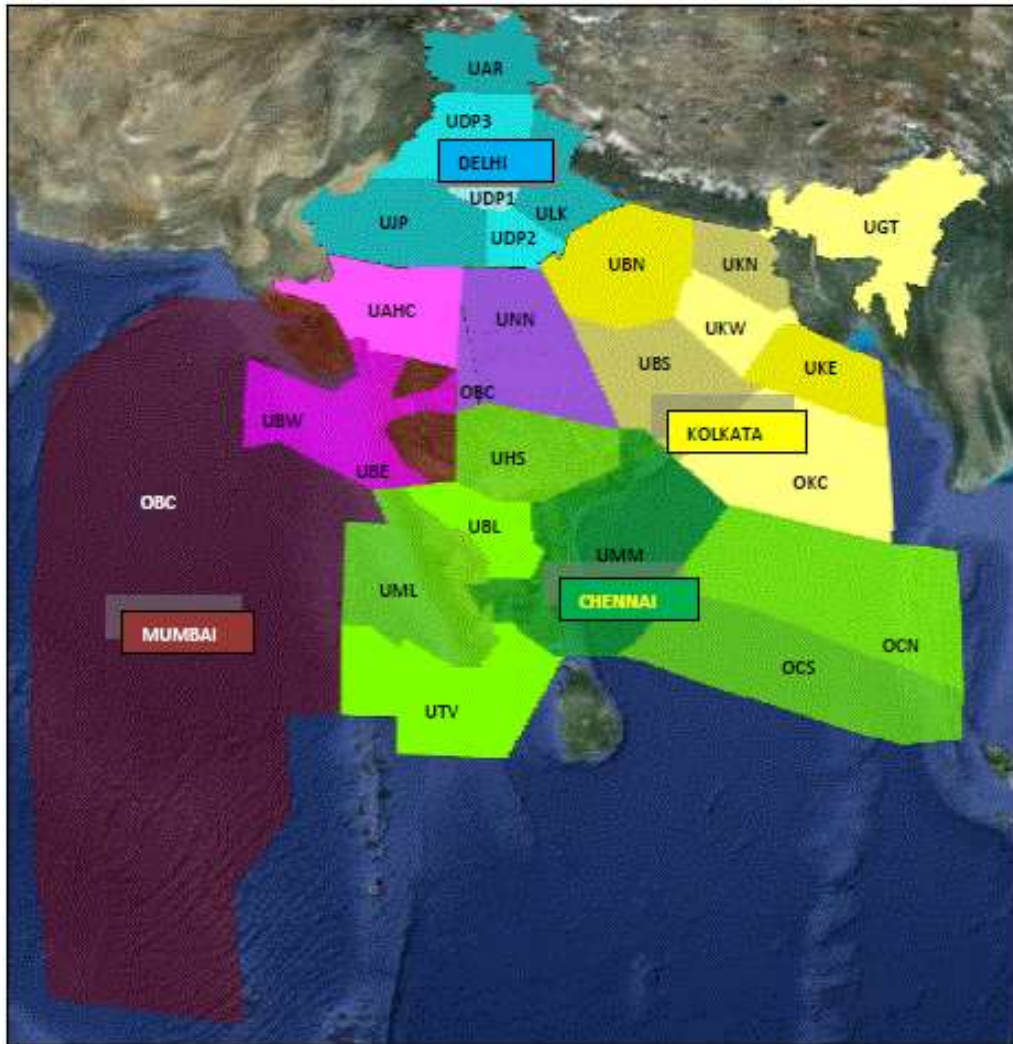 UAR
UDP3
DELHI
UDP1
UJP
ULK
UDP2
UGT
UBN
UKN
UAHC
UNN
UKW
UBS
UKE
OBC
UBW
KOLKATA
UHS
UBE
OKC
OBC
UBL
UMM
UML
CHENNAI
MUMBAI
OCN
OCS
UTV